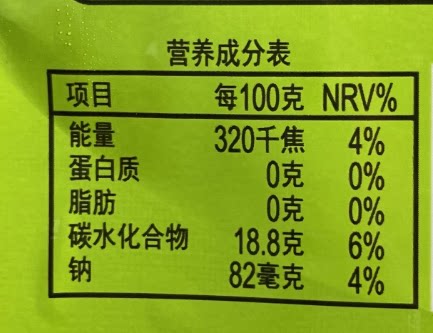 营养成分表
项目 每100克 NRV%
能量 320千焦 4%
蛋白质 0克 0%
脂肪 0克 0%
碳水化合物 18.8克 6%
钠 82毫克 4%